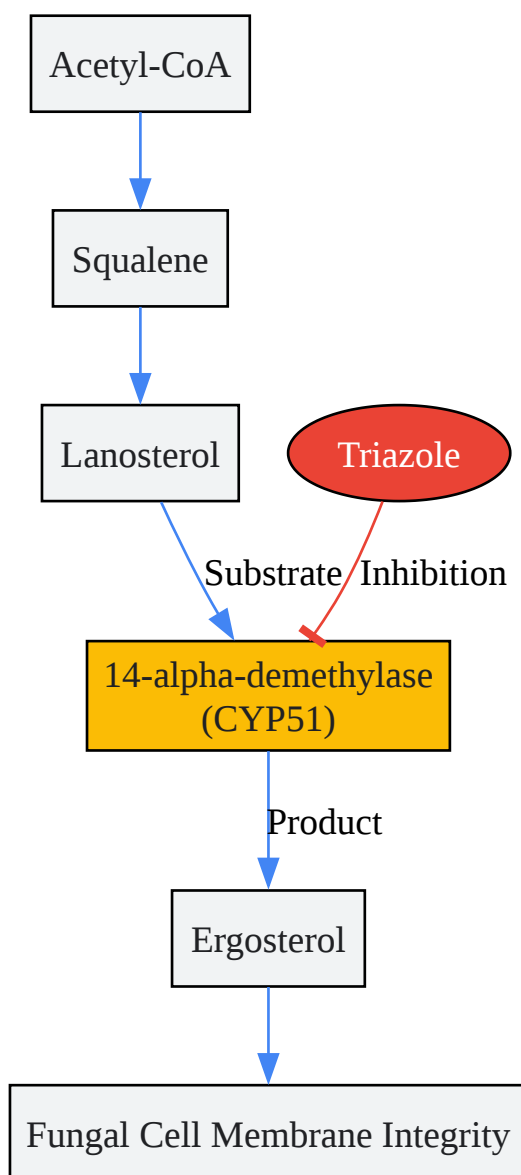 Acetyl-CoA
Squalene
Lanosterol
Triazole
Substrate
Inhibition
14-alpha-demethylase
(CYP51)
Product
Ergosterol
Fungal Cell Membrane Integrity